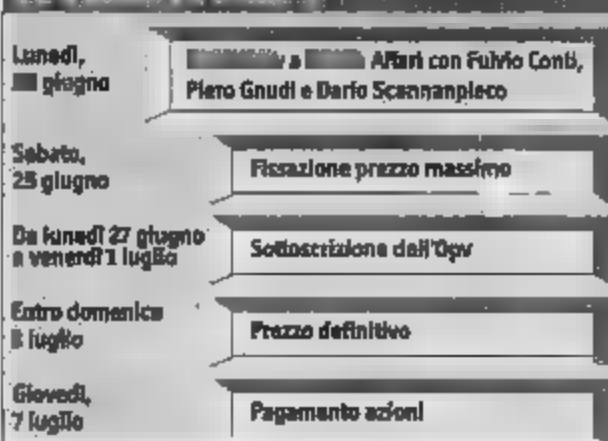 Lunedì,
giugno
a Affari con Fulvio Conti,
Piero Gnudi e Dario Scannapieco
Sabato,
25 giugno
Fissazione prezzo massimo
Da lunedì 27 giugno
a venerdì 1 luglio
Sottoscrizione dell'Opv
Entro domenica
luglio
Prezzo definitivo
Giovedì,
7 luglio
Pagamento azioni